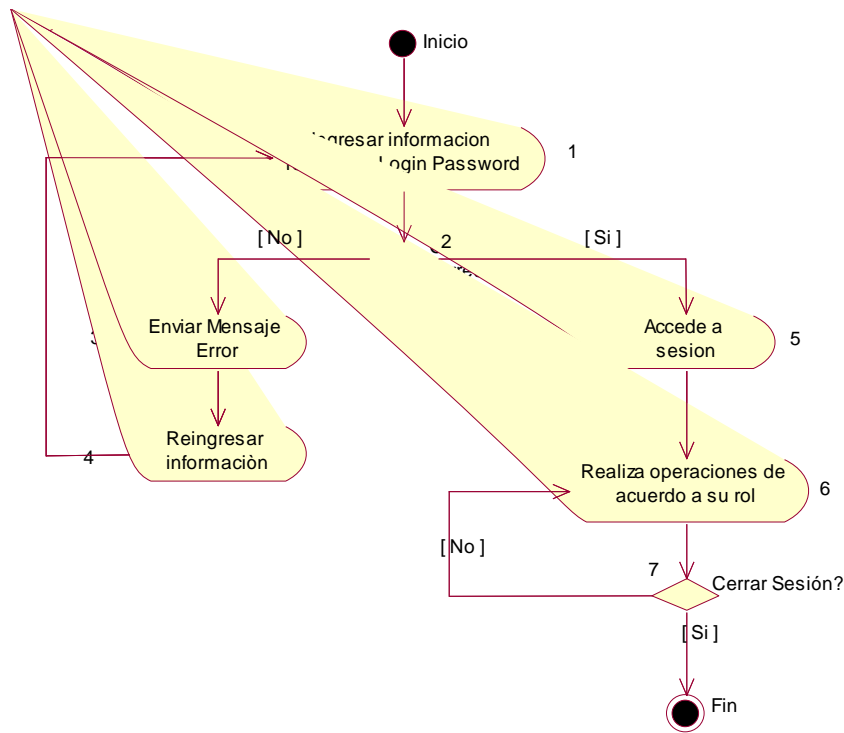 Inicio
informacion
Login Password
1
2
[ No ]
[ Si ]
Enviar Mensaje
Error
3
Accede a
sesion
5
Reingresar
informaciòn
4
Realiza operaciones de
acuerdo a su rol
6
[ No ]
7
Cerrar Sesión?
[ Si ]
Fin